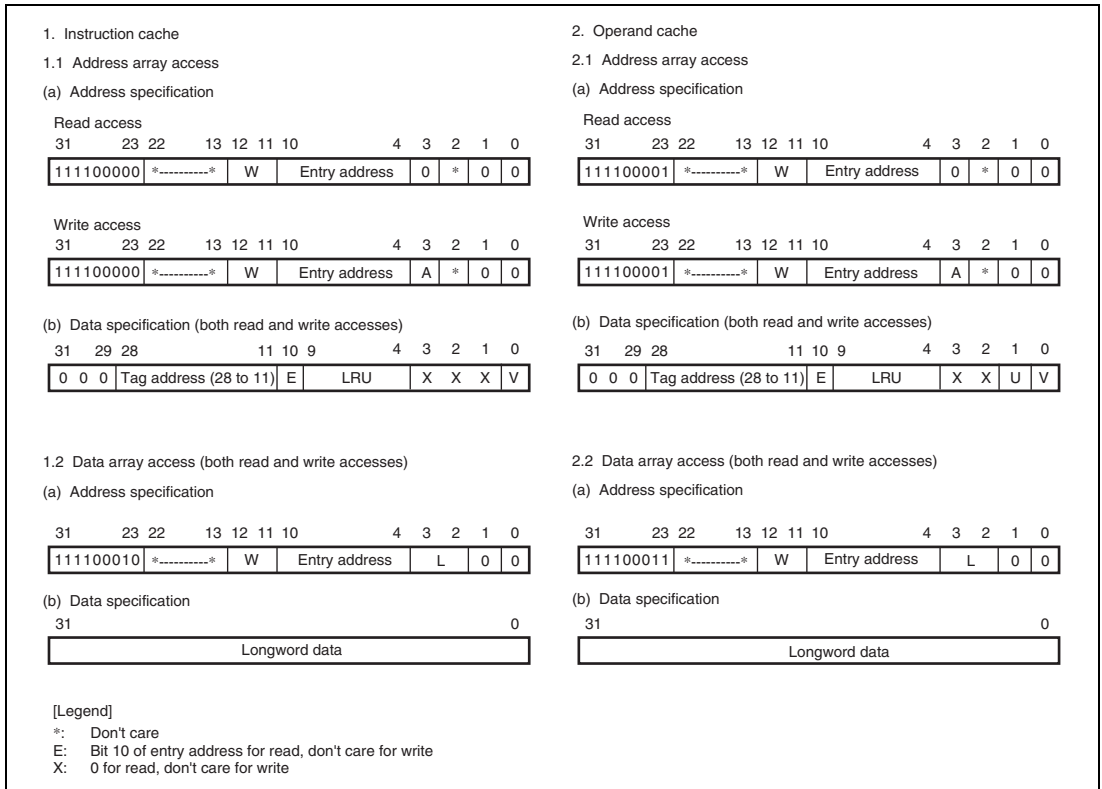 1. Instruction cache
1.1 Address array access
(a) Address specification
Read access
31 23 22 13 12 11 10 4 3 2 1 0
111100000 *----------* W Entry address 0 * 0 0
Write access
31 23 22 13 12 11 10 4 3 2 1 0
111100000 *----------* W Entry address A * 0 0
(b) Data specification (both read and write accesses)
31 29 28 11 10 9 4 3 2 1 0
0 0 0 Tag address (28 to 11) E LRU X X X V
1.2 Data array access (both read and write accesses)
(a) Address specification
31 23 22 13 12 11 10 4 3 2 1 0
111100010 *----------* W Entry address L 0 0
(b) Data specification
31 0
Longword data
2. Operand cache
2.1 Address array access
(a) Address specification
Read access
31 23 22 13 12 11 10 4 3 2 1 0
111100001 *----------* W Entry address 0 * 0 0
Write access
31 23 22 13 12 11 10 4 3 2 1 0
111100001 *----------* W Entry address A * 0 0
(b) Data specification (both read and write accesses)
31 29 28 11 10 9 4 3 2 1 0
0 0 0 Tag address (28 to 11) E LRU X X U V
2.2 Data array access (both read and write accesses)
(a) Address specification
31 23 22 13 12 11 10 4 3 2 1 0
111100011 *----------* W Entry address L 0 0
(b) Data specification
31 0
Longword data
[Legend]
*: Don't care
E: Bit 10 of entry address for read, don't care for write
X: 0 for read, don't care for write